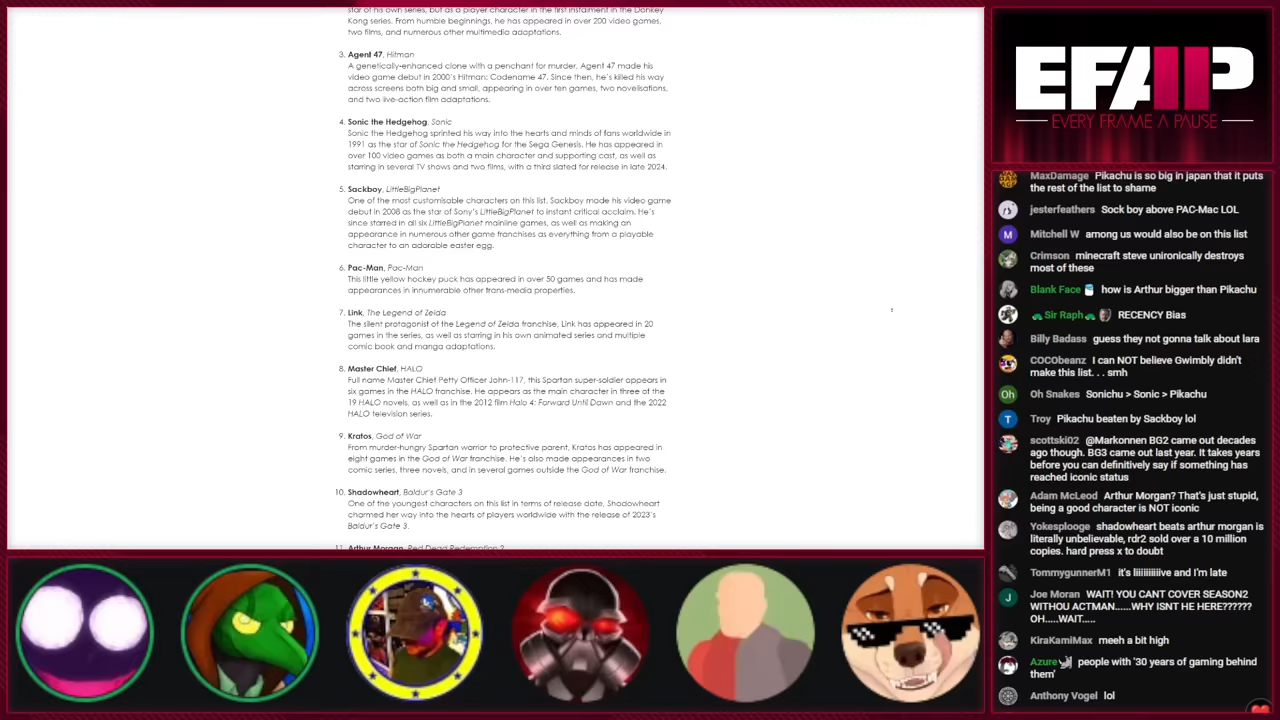 star of his own series, but as a player character in the first instalment in the Donkey
Kong series. From humble beginnings, he has appeared in over 200 video games,
two films, and numerous other multimedia adaptations.
3. Agent 47, Hitman
A genetically-enhanced clone with a penchant for murder, Agent 47 made his
video game debut in 2000's Hitman: Codename 47. Since then, he's killed his way
across screens both big and small, appearing in over ten games, two novelisations,
and two live-action film adaptations.
4. Sonic the Hedgehog, Sonic
Sonic the Hedgehog sprinted his way into the hearts and minds of fans worldwide in
1991 as the star of Sonic the Hedgehog for the Sega Genesis. He has appeared in
over 100 video games as both a main character and supporting cast, as well as
starring in several TV shows and two films, with a third slated for release in late 2024.
5. Sackboy, LittleBigPlanet
One of the most customisable characters on this list, Sackboy made his video game
debut in 2008 as the star of Sony's LittleBigPlanet to instant critical acclaim. He's
since starred in all six LittleBigPlanet mainline games, as well as making an
appearance in numerous other game franchises as everything from a playable
character to an adorable easter egg.
6. Pac-Man, Pac-Man
This little yellow hockey puck has appeared in over 50 games and has made
appearances in innumerable other trans-media properties.
7. Link, The Legend of Zelda
The silent protagonist of the Legend of Zelda franchise, Link has appeared in 20
games in the series, as well as starring in his own animated series and multiple
comic book and manga adaptations.
8. Master Chief, HALO
Full name Master Chief Petty Officer John-117, this Spartan super-soldier appears in
six games in the HALO franchise. He appears as the main character in three of the
19 HALO novels, as well as in the 2012 film Halo 4: Forward Until Dawn and the 2022
HALO television series.
9. Kratos, God of War
From murder-hungry Spartan warrior to protective parent, Kratos has appeared in
eight games in the God of War franchise. He's also made appearances in two
comic series, three novels, and in several games outside the God of War franchise.
10. Shadowheart, Baldur's Gate 3
One of the youngest characters on this list in terms of release date, Shadowheart
charmed her way into the hearts of players worldwide with the release of 2023's
Baldur's Gate 3.
11. Arthur Morgan, Red Dead Redemption 2
EFAP
EVERY FRAME A PAUSE
MaxDamage Pikachu is so big in japan that it puts
the rest of the list to shame
jesterfeathers Sock boy above PAC-Mac LOL
Mitchell W among us would also be on this list
Crimson minecraft steve unironically destroys
most of these
Blank Face how is Arthur bigger than Pikachu
Sir Raph RECENCY Bias
Billy Badass guess they not gonna talk about lara
COCObeanz I can NOT believe Gwimbly didn't
make this list. . . smh
Oh Snakes Sonichu > Sonic > Pikachu
Troy Pikachu beaten by Sackboy lol
scottski02 @Markonnen BG2 came out decades
ago though. BG3 came out last year. It takes years
before you can definitively say if something has
reached iconic status
Adam McLeod Arthur Morgan? That's just stupid,
being a good character is NOT iconic
Yokesplooge shadowheart beats arthur morgan is
literally unbelievable, rdr2 sold over a 10 million
copies. hard press x to doubt
TommygunnerM1 it's liiiiiiiiiive and I'm late
Joe Moran WAIT! YOU CANT COVER SEASON2
WITHOU ACTMAN......WHY ISNT HE HERE??????
OH.....WAIT.....
KiraKamiMax meeh a bit high
Azure people with '30 years of gaming behind
them'
Anthony Vogel lol